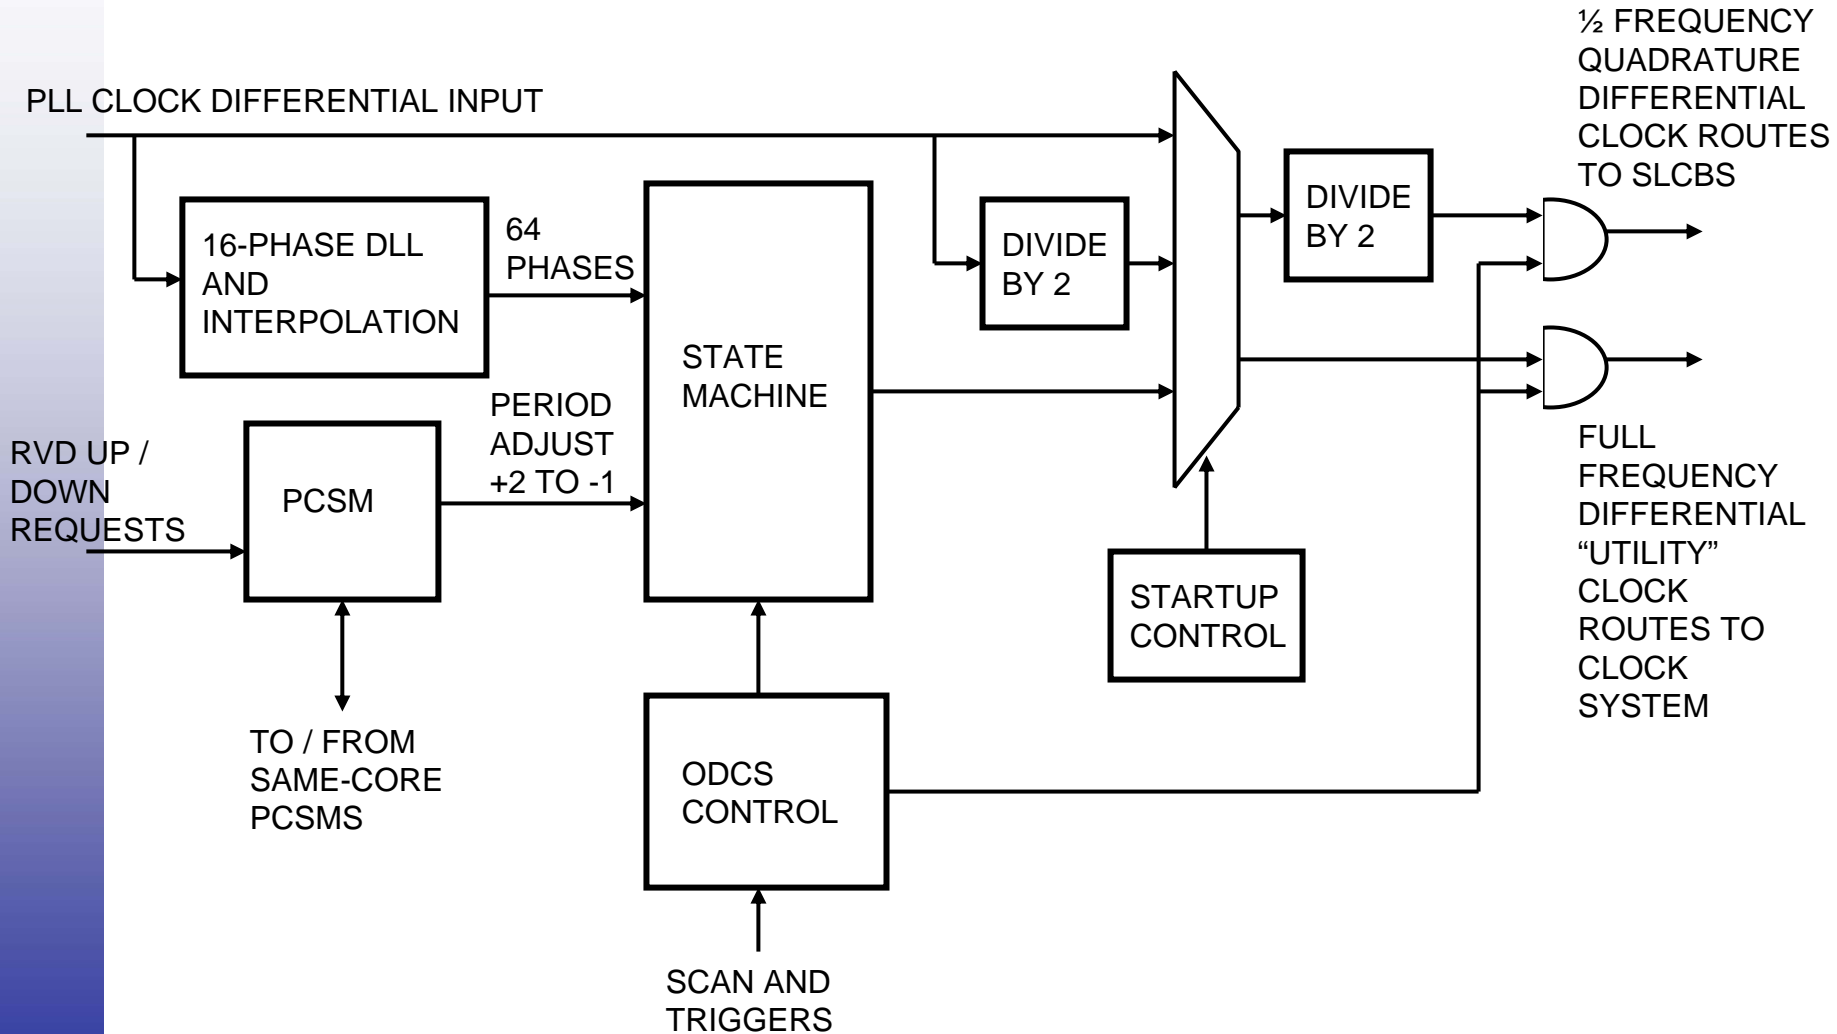 ½ FREQUENCY
QUADRATURE
DIFFERENTIAL
CLOCK ROUTES
TO SLCBS
PLL CLOCK DIFFERENTIAL INPUT
16-PHASE DLL
AND
INTERPOLATION
64
PHASES
STATE
MACHINE
DIVIDE
BY 2
DIVIDE
BY 2
RVD UP /
DOWN
REQUESTS
PCSM
PERIOD
ADJUST
+2 TO -1
FULL
FREQUENCY
DIFFERENTIAL
“UTILITY”
CLOCK
ROUTES TO
CLOCK
SYSTEM
STARTUP
CONTROL
TO / FROM
SAME-CORE
PCSMS
ODCS
CONTROL
SCAN AND
TRIGGERS